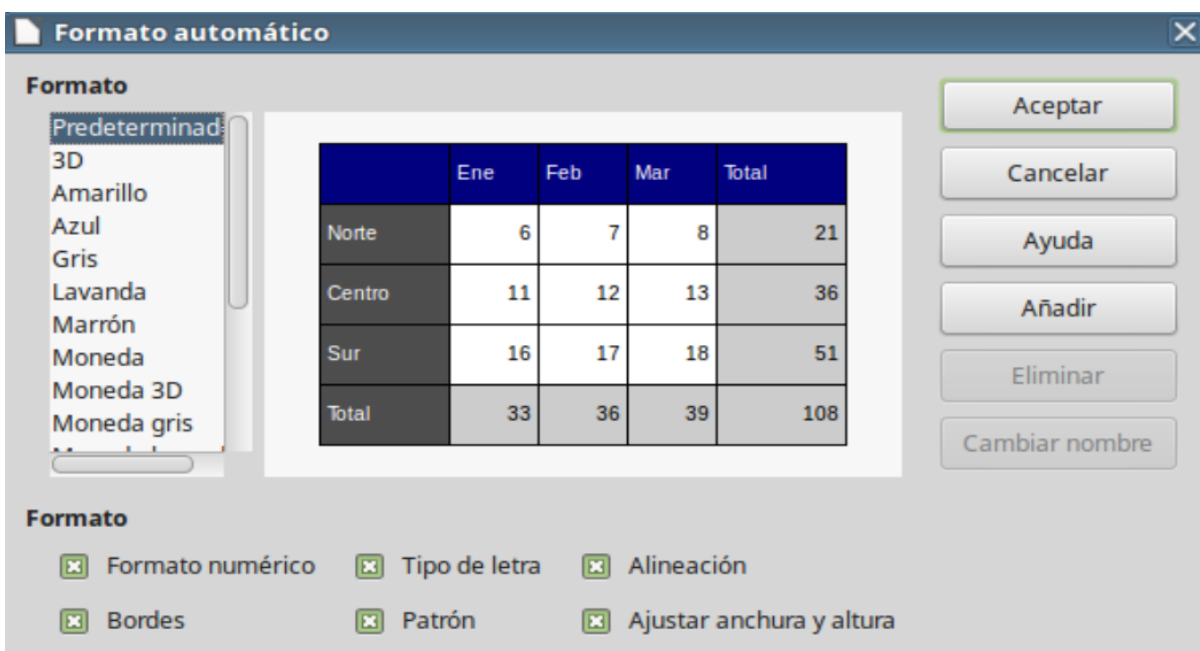 Formato automático
Formato
Predeterminad
3D
Amarillo
Azul
Gris
Lavanda
Marrón
Moneda
Moneda 3D
Moneda gris
Ene Feb Mar Total
Norte 6 7 8 21
Centro 11 12 13 36
Sur 16 17 18 51
Total 33 36 39 108
Aceptar
Cancelar
Ayuda
Añadir
Eliminar
Cambiar nombre
Formato
Formato numérico Tipo de letra Alineación
Bordes Patrón Ajustar anchura y altura